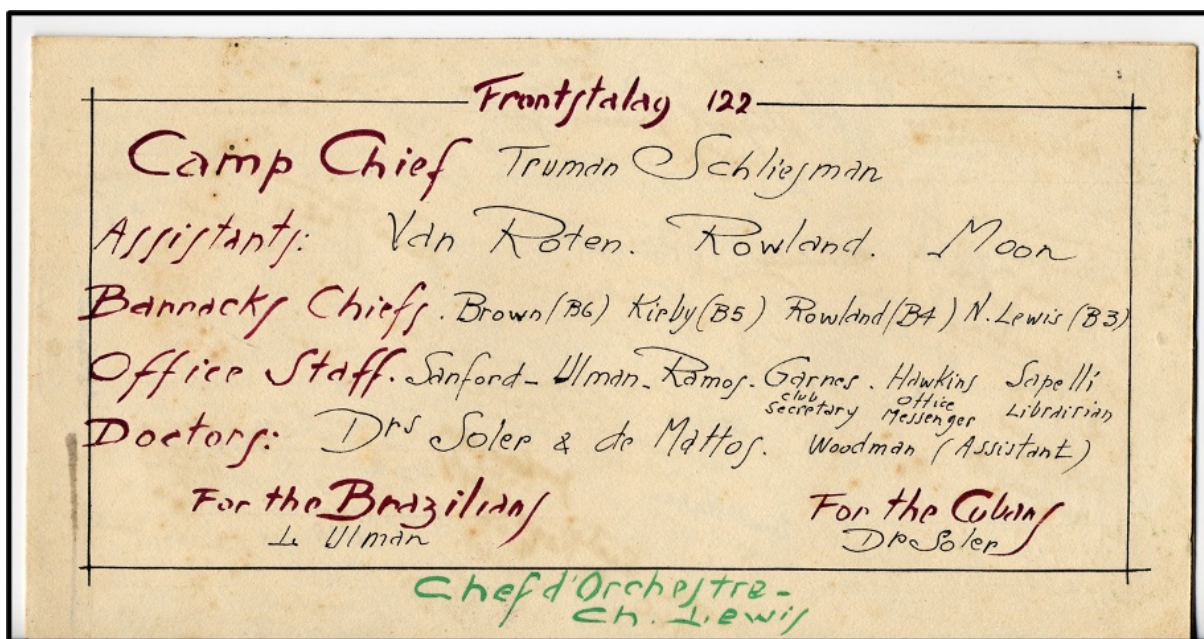 Frontstalag 122
Camp Chief Truman Schliesman
Assistants: Van Roten. Rowland. Moon
Barracks Chiefs. Brown (B6) Kirby (B5) Rowland (B4) N. Lewis (B3)
Office Staff. Sanford - Ulman - Ramos. Garnes. Hawkins Sapelli
Club Secretary Office Messenger Librairian
Doctors: Drs Soler & de Mattos. Woodman (Assistant)
For the Brazilians For the Cubans
L Ulman Dr Soler
Chef d'Orchestre-
Ch. Lewis